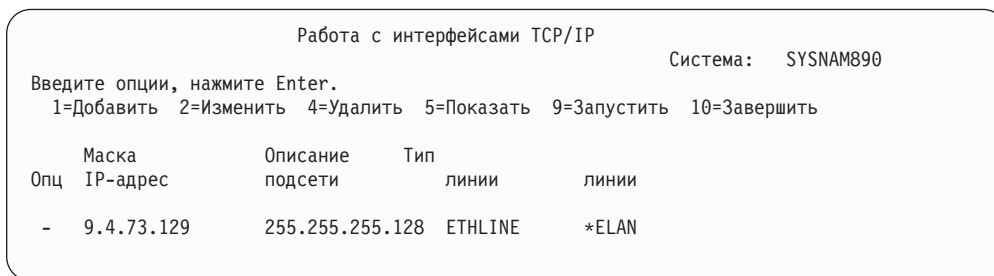 Работа с интерфейсами TCP/IP
Система: SYSNAM890
Введите опции, нажмите Enter.
1=Добавить 2=Изменить 4=Удалить 5=Показать 9=Запустить 10=Завершить
Маска Описание Тип
Опц IP-адрес подсети линии линии
- 9.4.73.129 255.255.255.128 ETHLINE *ELAN